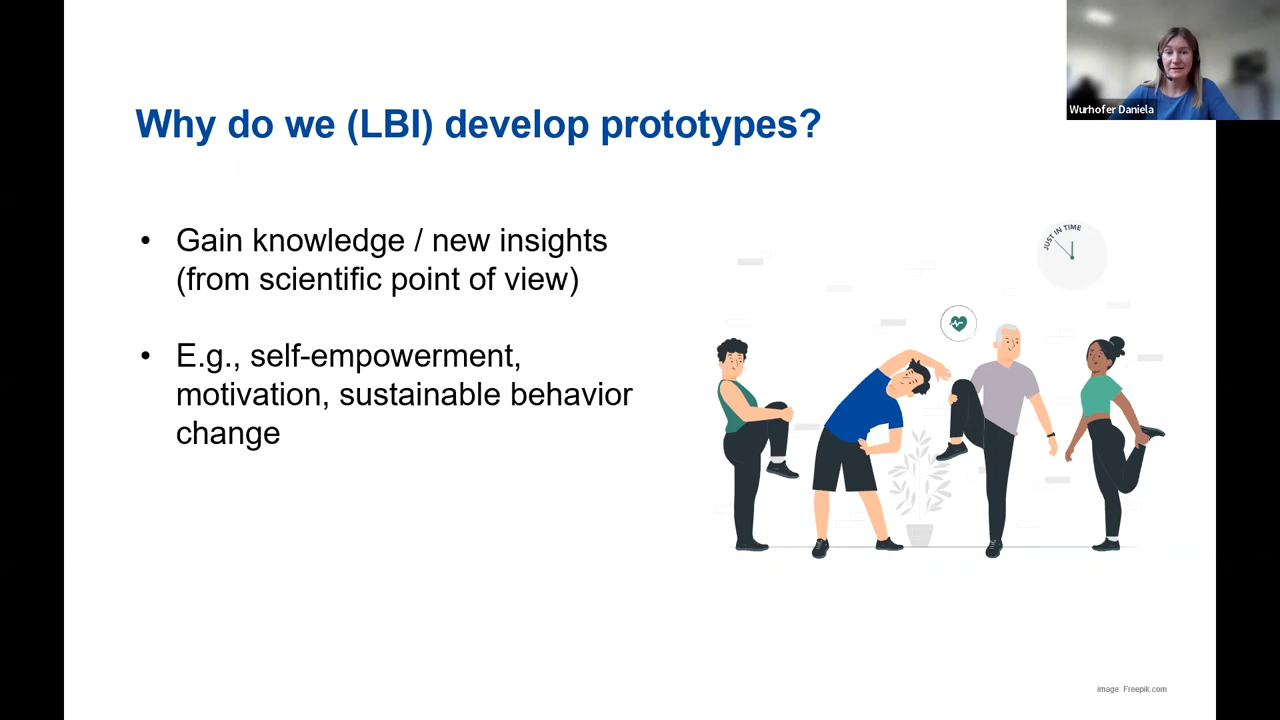 Wurhofer Daniela
Why do we (LBI) develop prototypes?
• Gain knowledge / new insights
(from scientific point of view)
• E.g., self-empowerment,
motivation, sustainable behavior
change
JUST IN TIME
image: Freepik.com